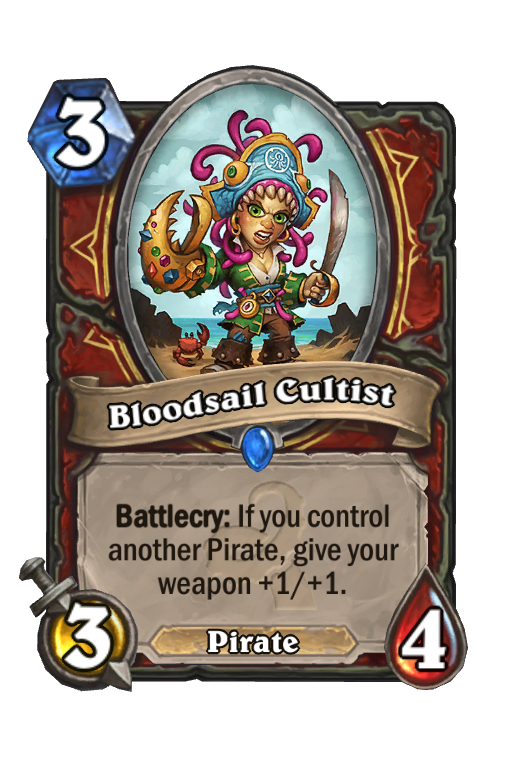 3
Bloodsail Cultist
Battlecry: If you control
another Pirate, give your
weapon +1/+1.
3
Pirate
4